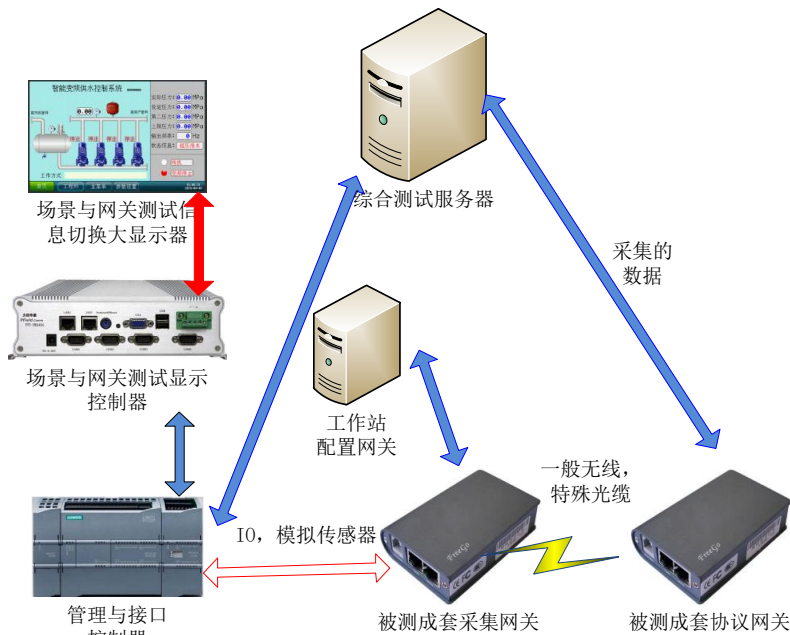 智能变频供水控制系统
综合测试服务器
场景与网关测试信
息切换大显示器
采集的
数据
场景与网关测试显示
控制器
工作站
配置网关
一般无线，
特殊光缆
IO，模拟传感器
SIEMENS
FreeGo
FreeGo
管理与接口
控制器
被测成套采集网关
被测成套协议网关